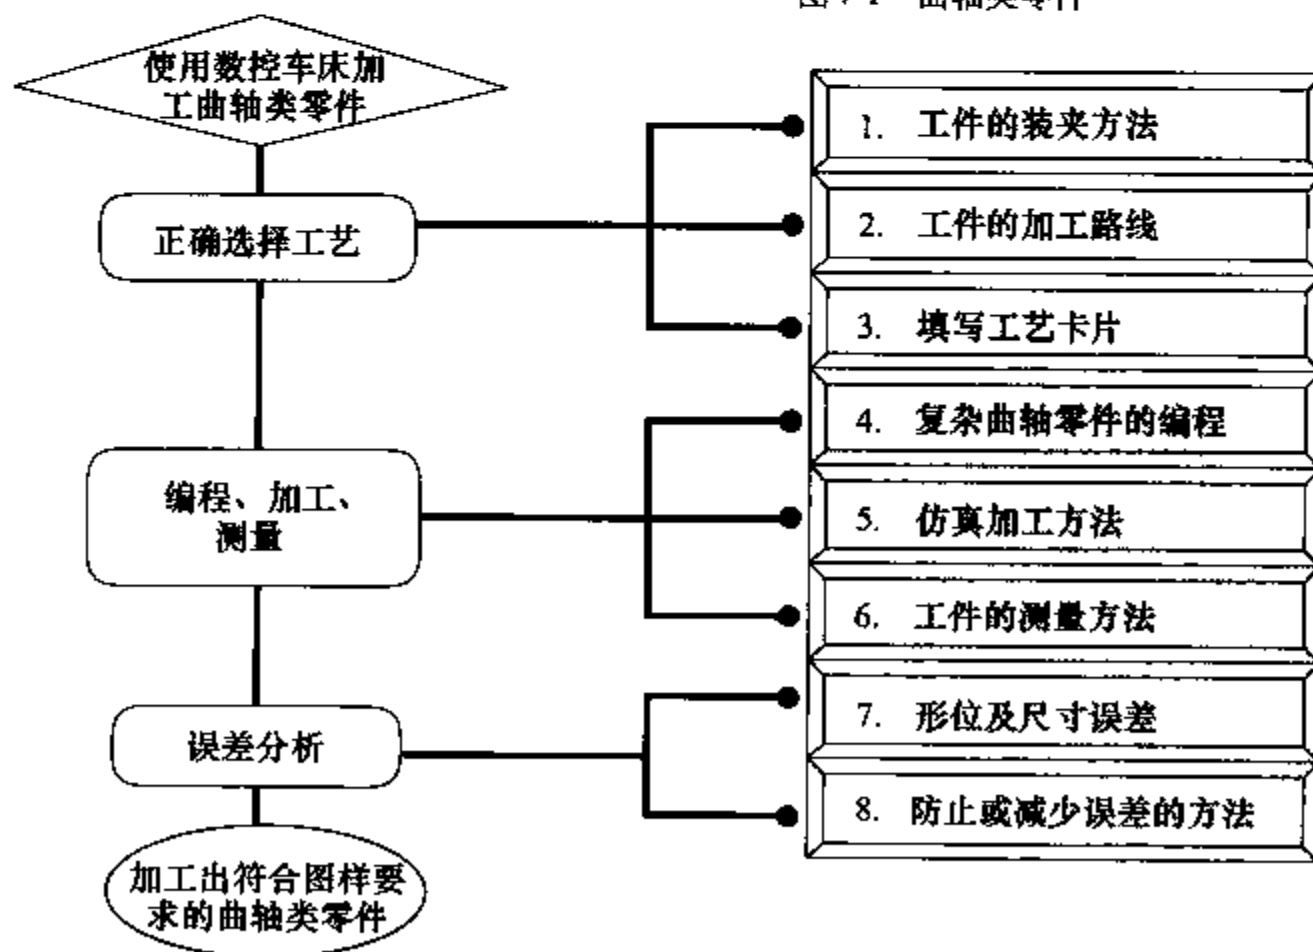 曲轴类零件
使用数控车床加
工曲轴类零件
正确选择工艺
编程、加工、
测量
误差分析
加工出符合图样要
求的曲轴类零件
1. 工件的装夹方法
2. 工件的加工路线
3. 填写工艺卡片
4. 复杂曲轴零件的编程
5. 仿真加工方法
6. 工件的测量方法
7. 形位及尺寸误差
8. 防止或减少误差的方法